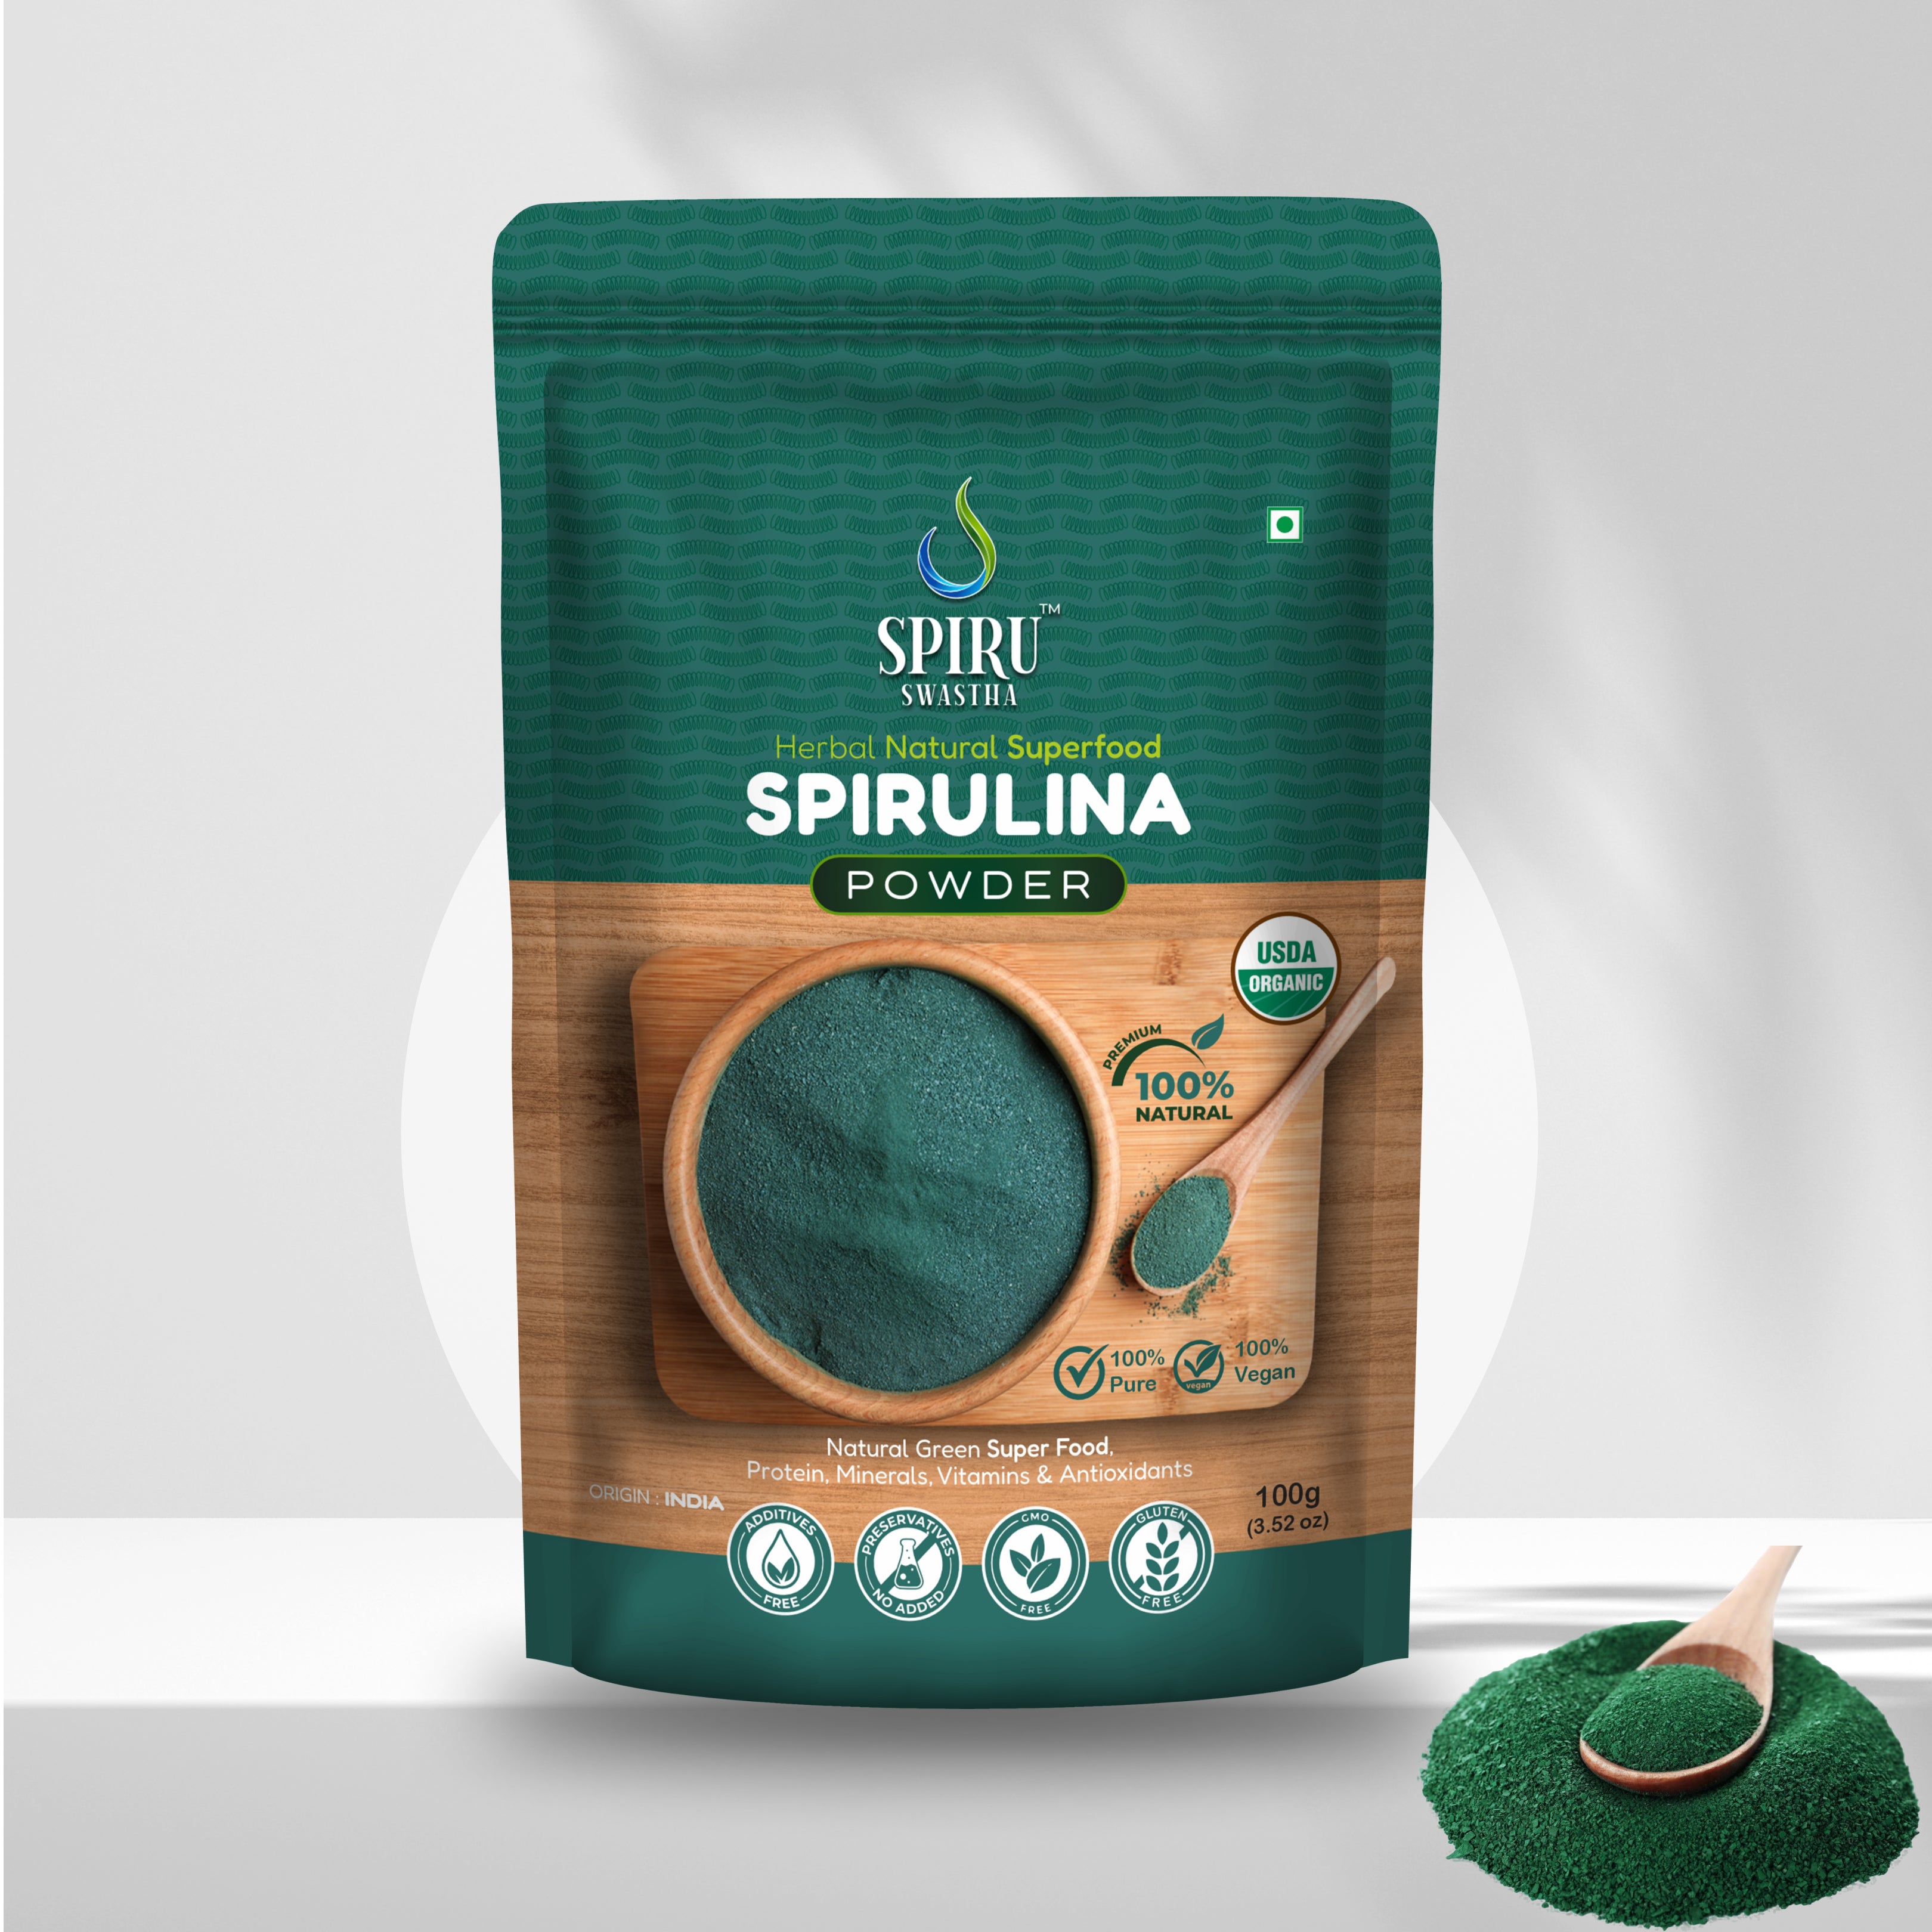 SPIRU™
SWASTHA
Herbal Natural Superfood
SPIRULINA
POWDER
USDA
ORGANIC
PREMIUM
100%
NATURAL
100%
Pure
vegan
100%
Vegan
Natural Green Super Food,
Protein, Minerals, Vitamins & Antioxidants
ORIGIN : INDIA
100g
(3.52 oz)
ADDITIVES
FREE
PRESERVATIVES
NO ADDED
GMO
FREE
GLUTEN
FREE